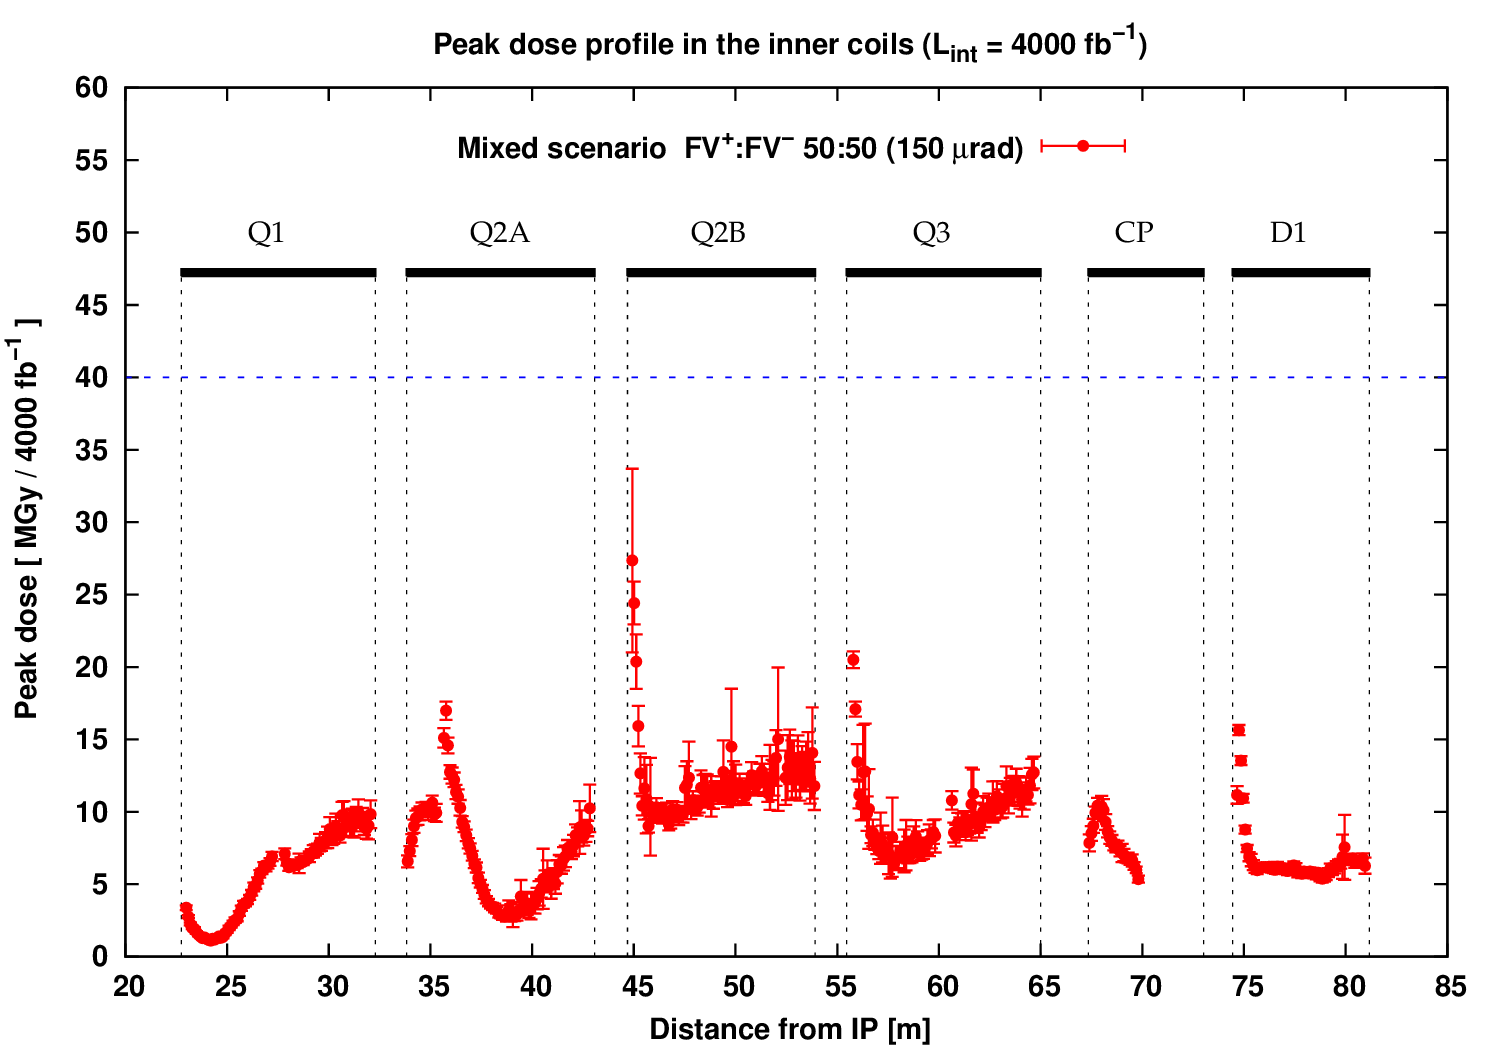 Peak dose profile in the inner coils (L_int = 4000 fb⁻¹)
Mixed scenario FV⁺:FV⁻ 50:50 (150 μrad)
Q1 Q2A Q2B Q3 CP D1
60
55
50
45
40
35
30
25
20
15
10
5
0
Peak dose [ MGy / 4000 fb⁻¹ ]
20 25 30 35 40 45 50 55 60 65 70 75 80 85
Distance from IP [m]